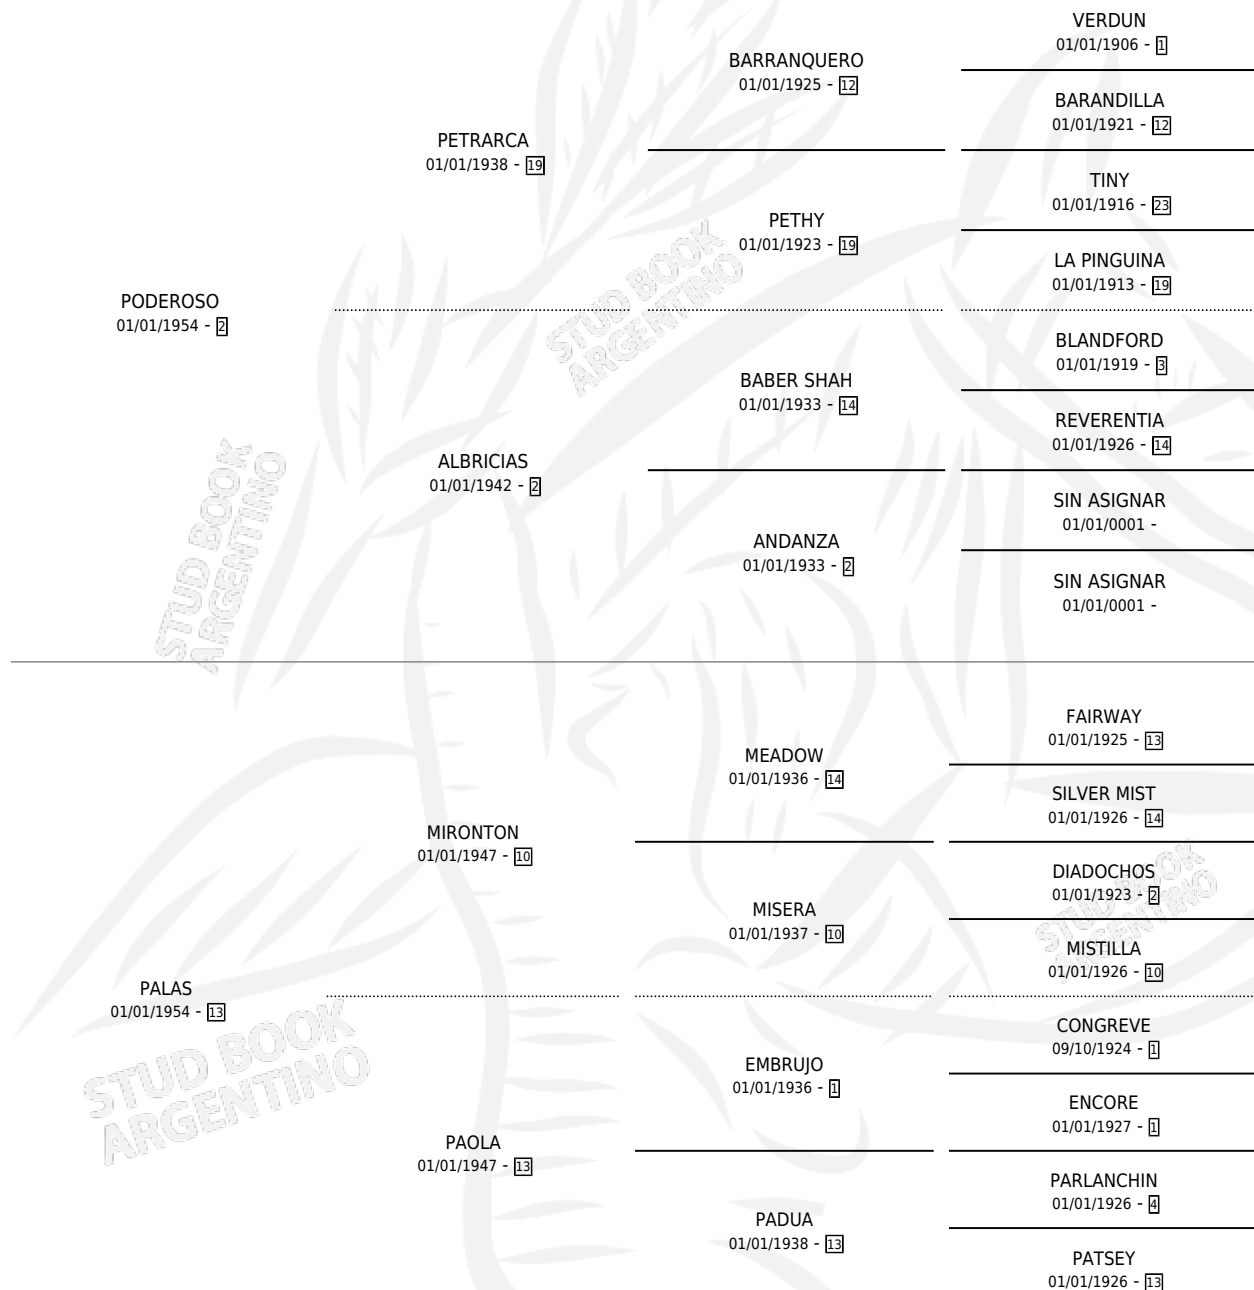 VERDUN
01/01/1906 - 1
BARRANQUERO
01/01/1925 - 12
BARANDILLA
01/01/1921 - 12
PETRARCA
01/01/1938 - 19
TINY
01/01/1916 - 23
PETHY
01/01/1923 - 19
LA PINGUINA
01/01/1913 - 19
PODEROSO
01/01/1954 - 2
BLANDFORD
01/01/1919 - 3
BABER SHAH
01/01/1933 - 14
REVERENTIA
01/01/1926 - 14
ALBRICIAS
01/01/1942 - 2
SIN ASIGNAR
01/01/0001 -
ANDANZA
01/01/1933 - 2
SIN ASIGNAR
01/01/0001 -
STUD BOOK
ARGENTINO
STUD BOOK
ARGENTINO
FAIRWAY
01/01/1925 - 13
MEADOW
01/01/1936 - 14
SILVER MIST
01/01/1926 - 14
MIRONTON
01/01/1947 - 10
DIADOCHOS
01/01/1923 - 2
MISERA
01/01/1937 - 10
MISTILLA
01/01/1926 - 10
STUD BOOK
ARGENTINO
PALAS
01/01/1954 - 13
CONGREVE
09/10/1924 - 1
EMBRUJO
01/01/1936 - 1
ENCORE
01/01/1927 - 1
STUD BOOK
ARGENTINO
PAOLA
01/01/1947 - 13
PARLANCHIN
01/01/1926 - 4
PADUA
01/01/1938 - 13
PATSEY
01/01/1926 - 13